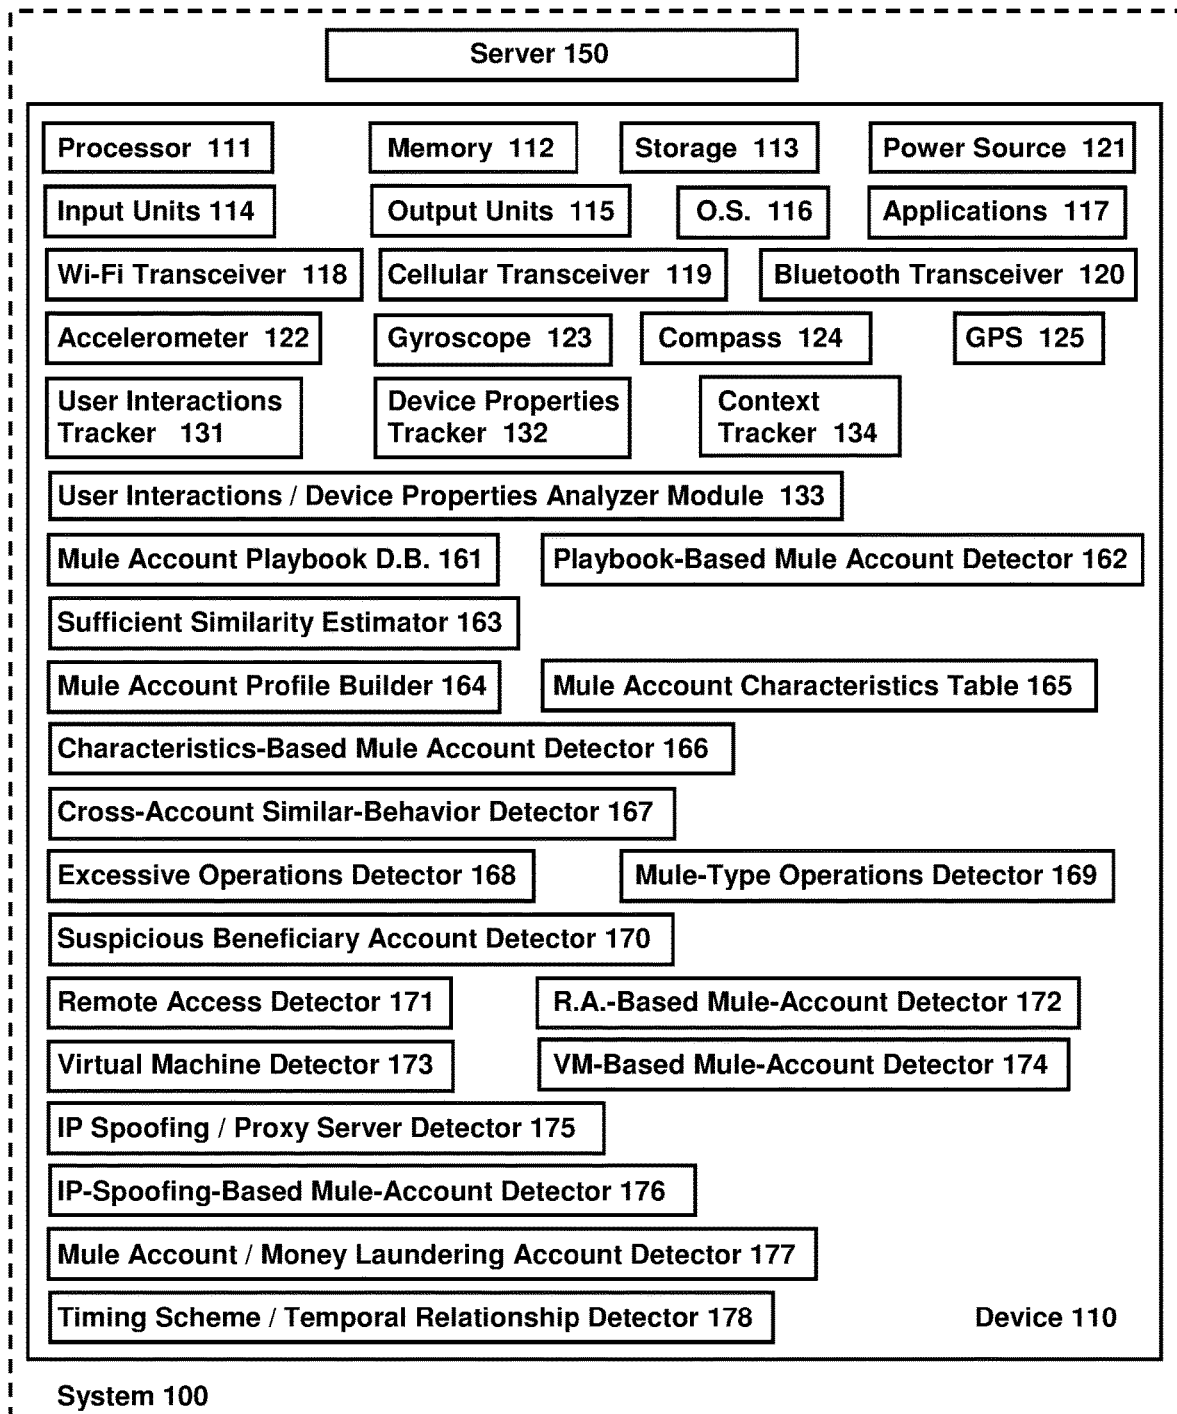 Server 150
Processor 111
Memory 112
Storage 113
Power Source 121
Input Units 114
Output Units 115
O.S. 116
Applications 117
Wi-Fi Transceiver 118
Cellular Transceiver 119
Bluetooth Transceiver 120
Accelerometer 122
Gyroscope 123
Compass 124
GPS 125
User Interactions
Tracker 131
Device Properties
Tracker 132
Context
Tracker 134
User Interactions / Device Properties Analyzer Module 133
Mule Account Playbook D.B. 161
Playbook-Based Mule Account Detector 162
Sufficient Similarity Estimator 163
Mule Account Profile Builder 164
Mule Account Characteristics Table 165
Characteristics-Based Mule Account Detector 166
Cross-Account Similar-Behavior Detector 167
Excessive Operations Detector 168
Mule-Type Operations Detector 169
Suspicious Beneficiary Account Detector 170
Remote Access Detector 171
R.A.-Based Mule-Account Detector 172
Virtual Machine Detector 173
VM-Based Mule-Account Detector 174
IP Spoofing / Proxy Server Detector 175
IP-Spoofing-Based Mule-Account Detector 176
Mule Account / Money Laundering Account Detector 177
Timing Scheme / Temporal Relationship Detector 178
Device 110
System 100